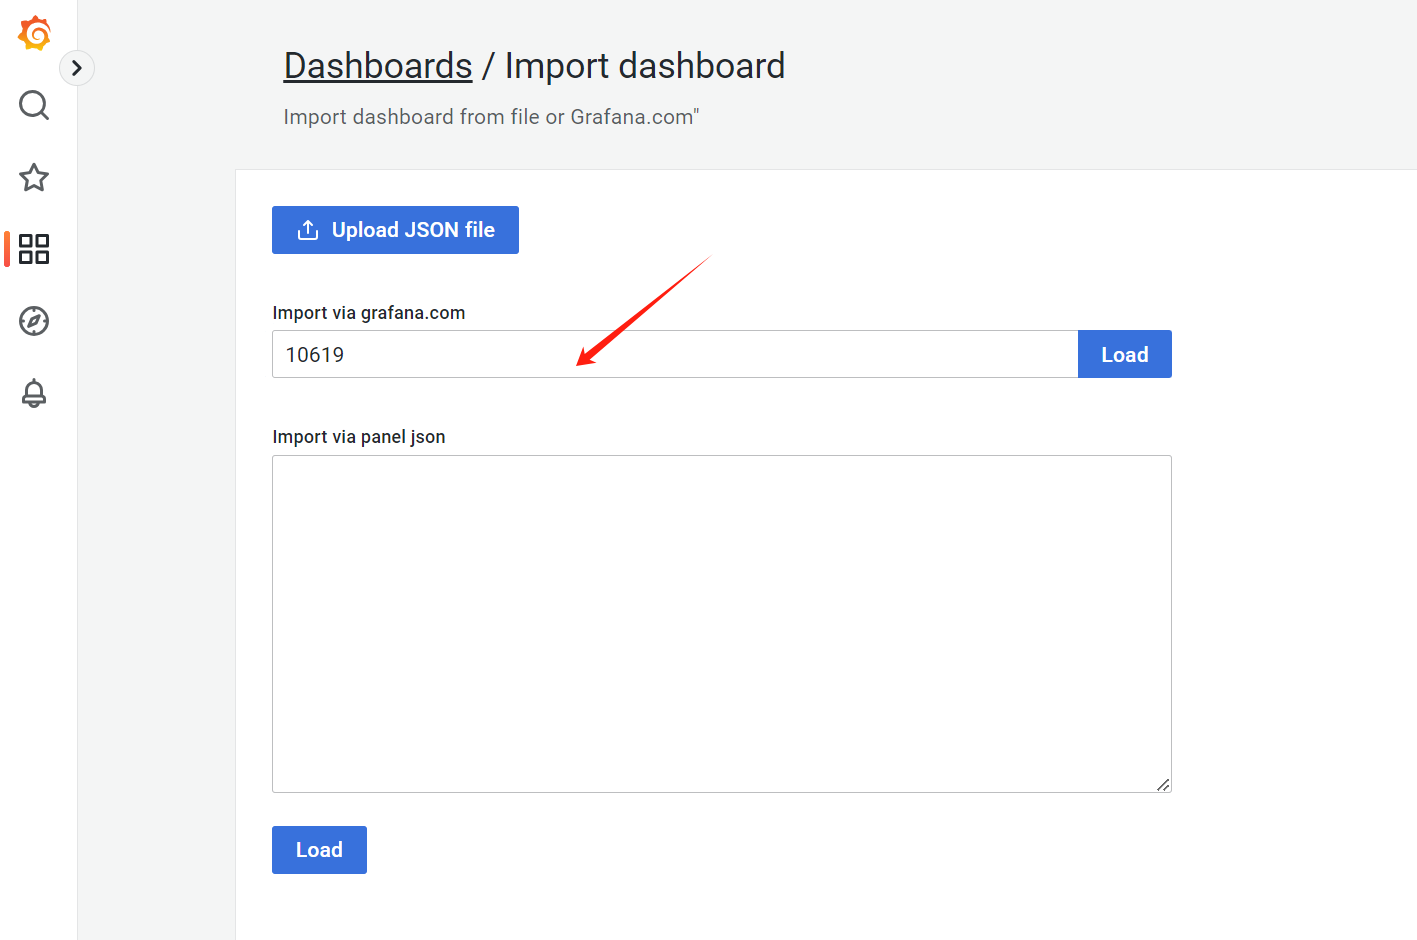 Dashboards / Import dashboard
Import dashboard from file or Grafana.com"
Upload JSON file
Import via grafana.com
10619
Load
Import via panel json
Load